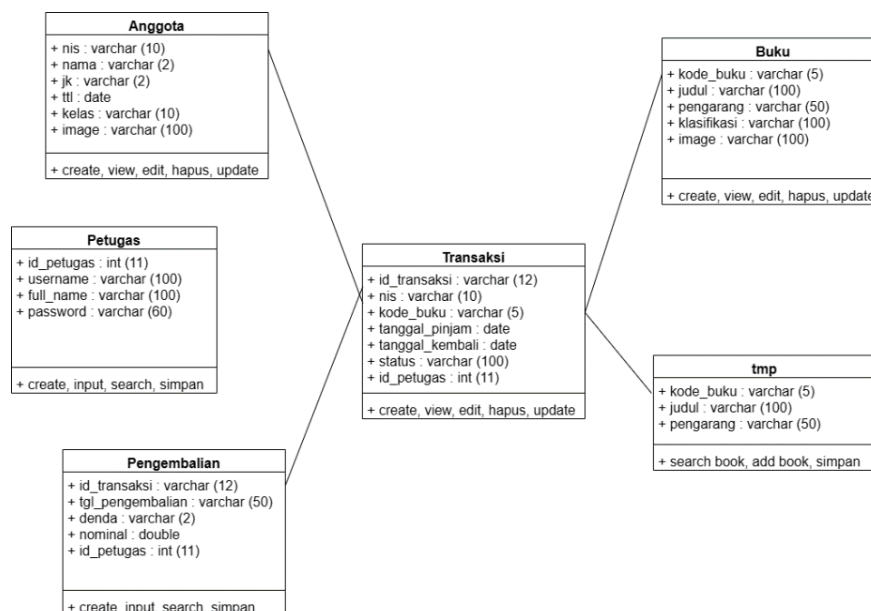 Anggota
+ nis : varchar (10)
+ nama : varchar (2)
+ jk : varchar (2)
+ ttl : date
+ kelas : varchar (10)
+ image : varchar (100)
+ create, view, edit, hapus, update
Buku
+ kode_buku : varchar (5)
+ judul : varchar (100)
+ pengarang : varchar (50)
+ klasifikasi : varchar (100)
+ image : varchar (100)
+ create, view, edit, hapus, update
Petugas
+ id_petugas : int (11)
+ username : varchar (100)
+ full_name : varchar (100)
+ password : varchar (60)
+ create, input, search, simpan
Transaksi
+ id_transaksi : varchar (12)
+ nis : varchar (10)
+ kode_buku : varchar (5)
+ tanggal_pinjam : date
+ tanggal_kembali : date
+ status : varchar (100)
+ id_petugas : int (11)
+ create, view, edit, hapus, update
tmp
+ kode_buku : varchar (5)
+ judul : varchar (100)
+ pengarang : varchar (50)
+ search book, add book, simpan
Pengembalian
+ id_transaksi : varchar (12)
+ tgl_pengembalian : varchar (50)
+ denda : varchar (2)
+ nominal : double
+ id_petugas : int (11)
+ create, input, search, simpan